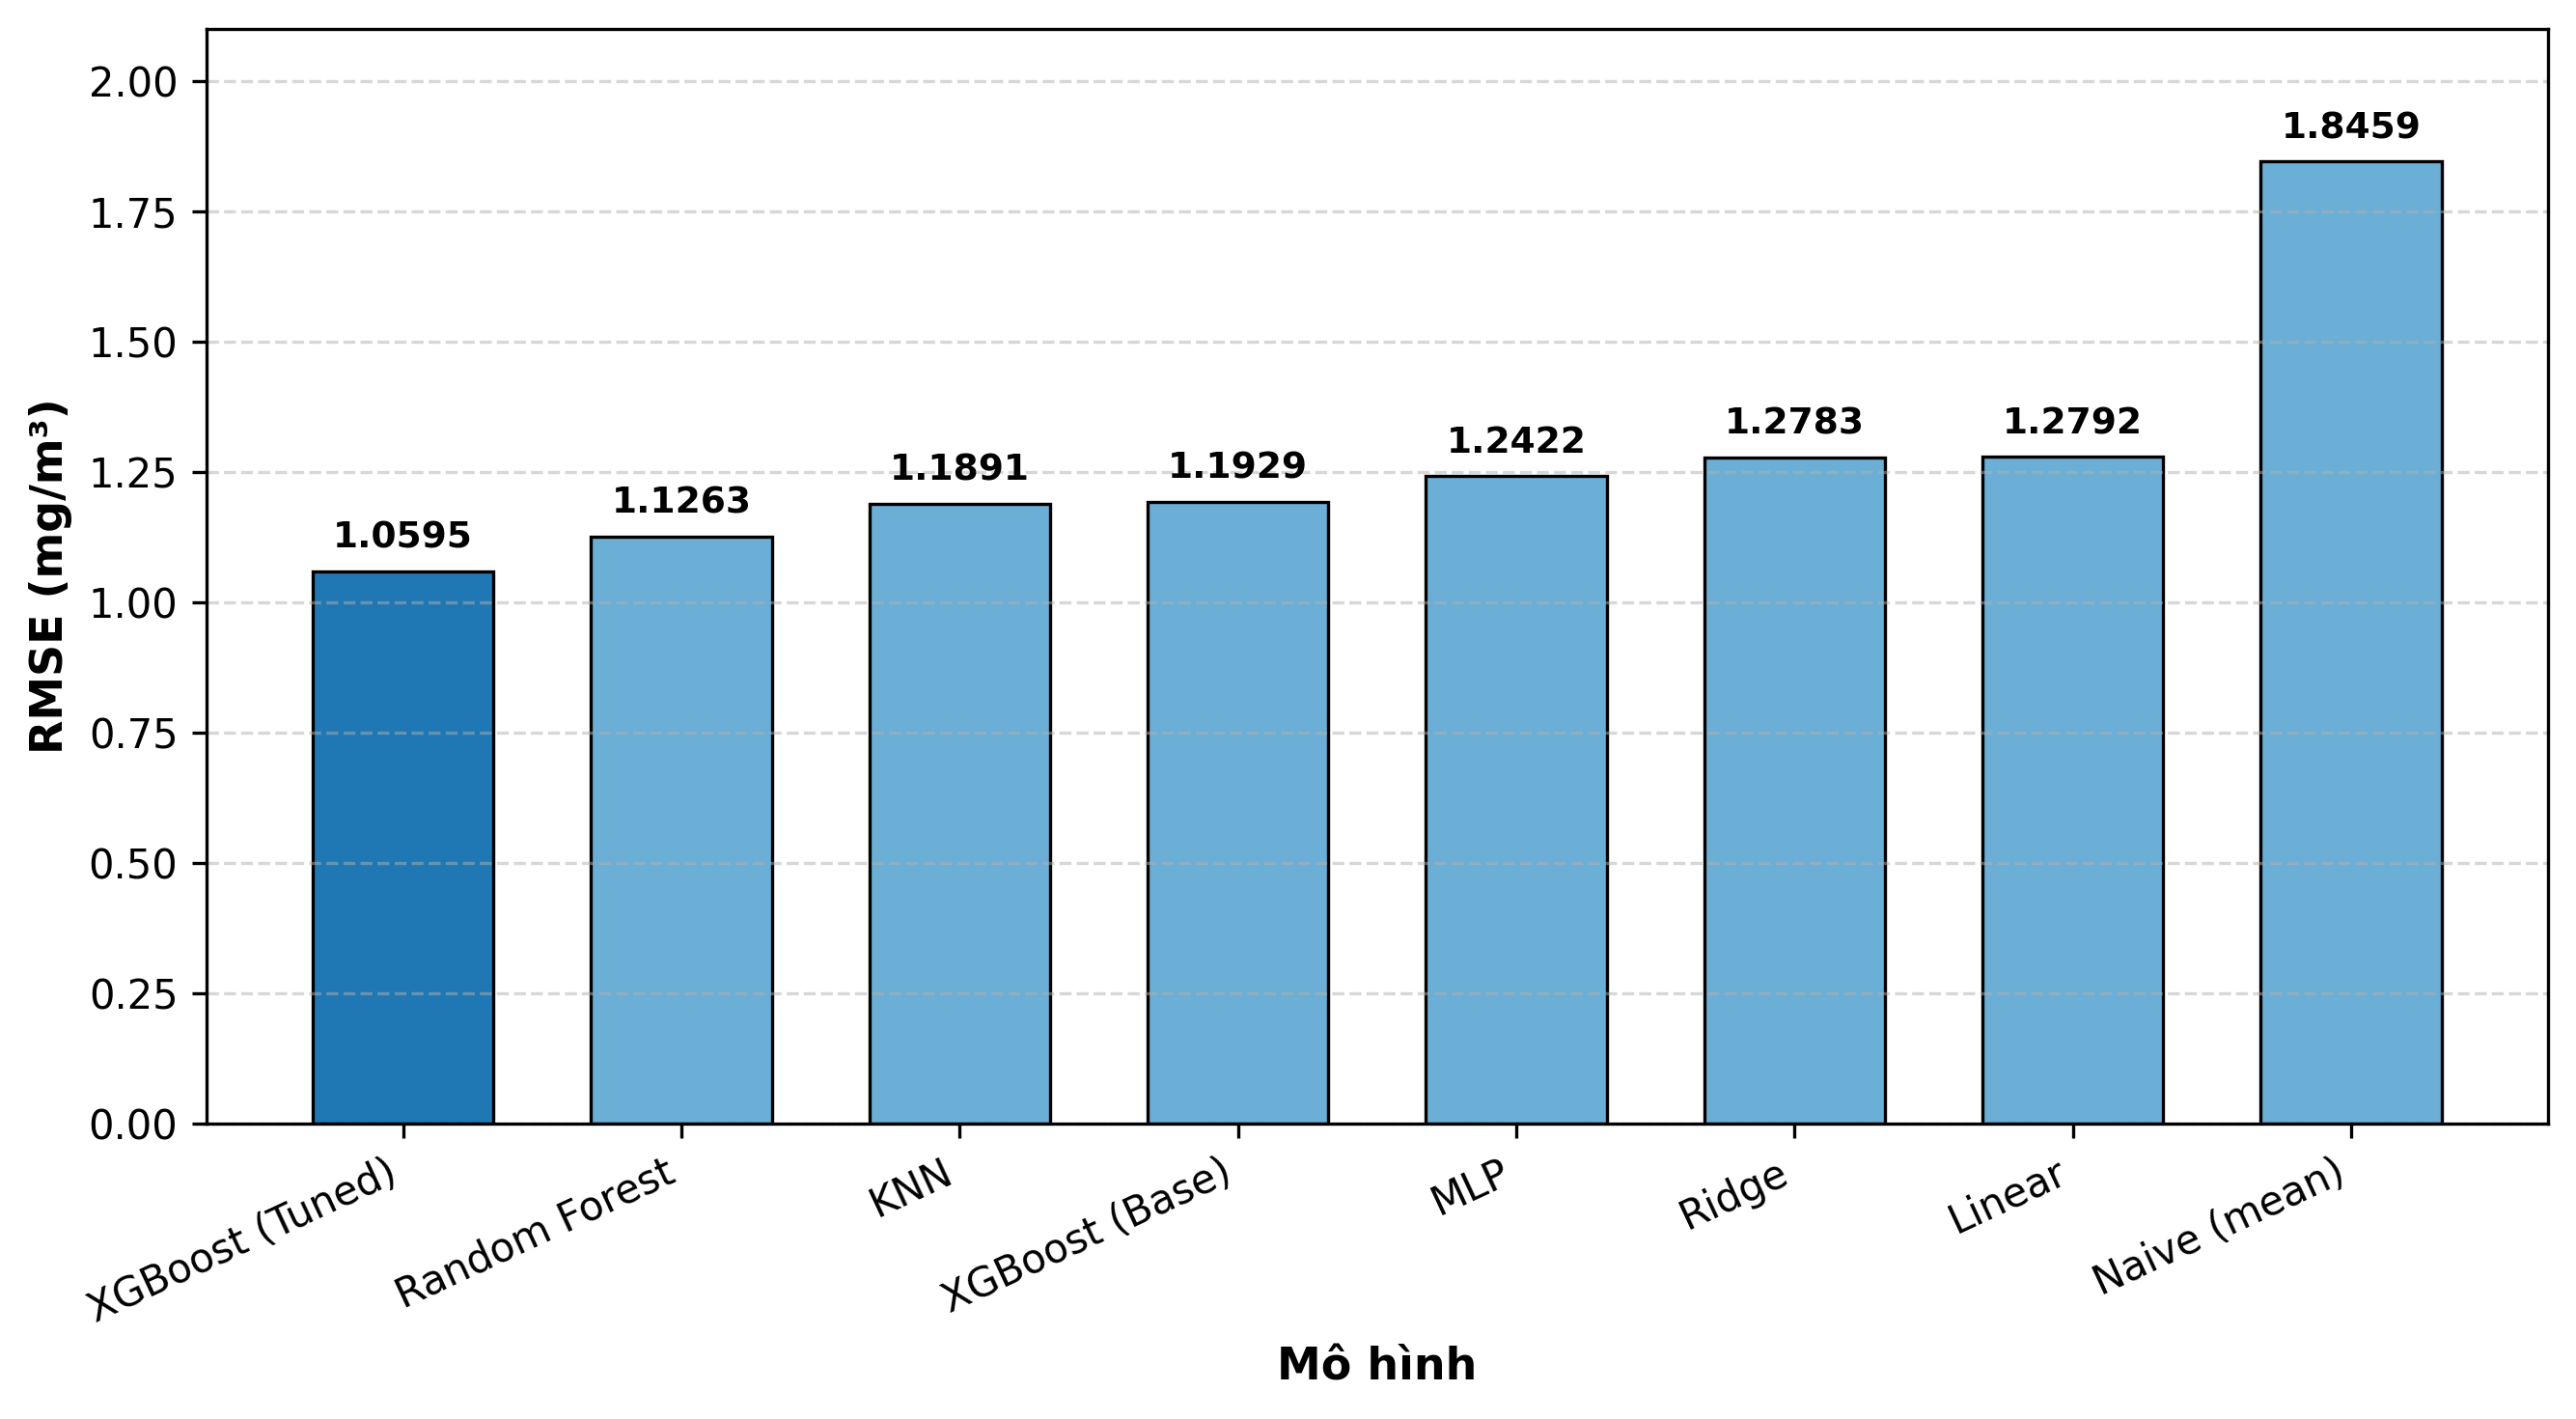 RMSE (mg/m³)
2.00
1.75
1.50
1.25
1.00
0.75
0.50
0.25
0.00
1.0595
1.1263
1.1891
1.1929
1.2422
1.2783
1.2792
1.8459
XGBoost (Tuned)
Random Forest
KNN
XGBoost (Base)
MLP
Ridge
Linear
Naive (mean)
Mô hình